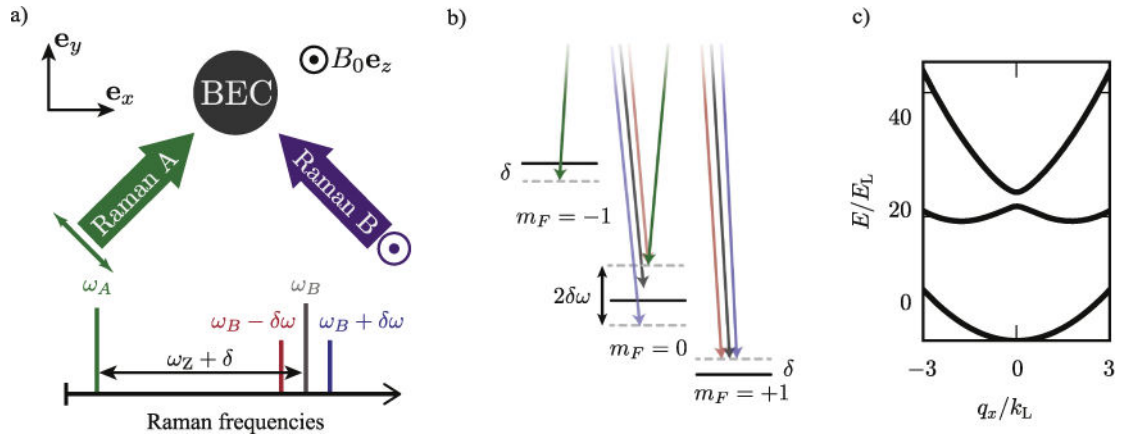 a)
e_y
e_x
BEC
B_0e_z
Raman A
Raman B
ω_A
ω_B
ω_B − δω
ω_B + δω
ω_Z + δ
Raman frequencies
b)
δ
m_F = −1
2δω
m_F = 0
δ
m_F = +1
c)
E/E_L
40
20
0
−3
0
3
q_x/k_L